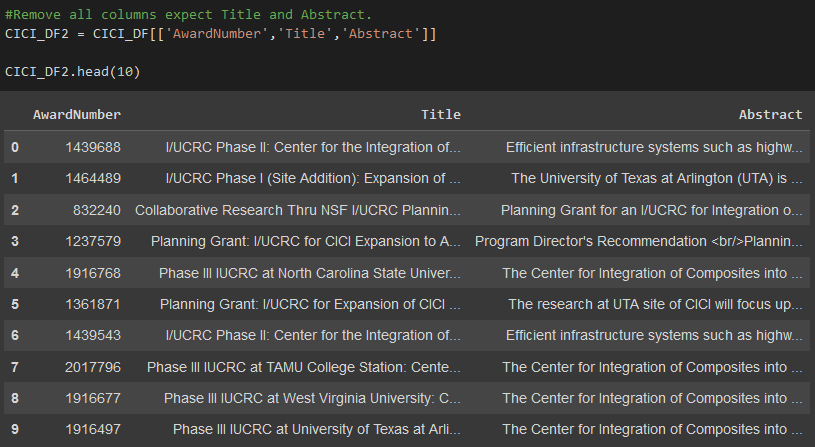 #Remove all columns expect Title and Abstract.
CICI_DF2 = CICI_DF[['AwardNumber','Title','Abstract']]
CICI_DF2.head(10)
AwardNumber Title Abstract
0 1439688 I/UCRC Phase II: Center for the Integration of... Efficient infrastructure systems such as highw...
1 1464489 I/UCRC Phase I (Site Addition): Expansion of ... The University of Texas at Arlington (UTA) is ...
2 832240 Collaborative Research Thru NSF I/UCRC Plannin... Planning Grant for an I/UCRC for Integration o...
3 1237579 Planning Grant: I/UCRC for CICI Expansion to A... Program Director's Recommendation <br/>Plannin...
4 1916768 Phase III IUCRC at North Carolina State Univer... The Center for Integration of Composites into ...
5 1361871 Planning Grant: I/UCRC for Expansion of CICI ... The research at UTA site of CICI will focus up...
6 1439543 I/UCRC Phase II: Center for the Integration of... Efficient infrastructure systems such as highw...
7 2017796 Phase III IUCRC at TAMU College Station: Cente... The Center for Integration of Composites into ...
8 1916677 Phase III IUCRC at West Virginia University: C... The Center for Integration of Composites into ...
9 1916497 Phase III IUCRC at University of Texas at Arli... The Center for Integration of Composites into ...